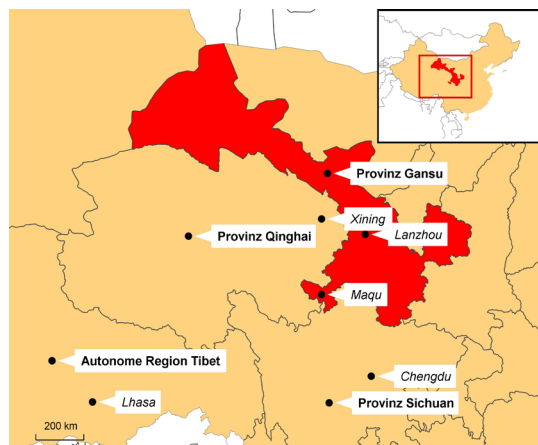 Provinz Gansu
Xining
Provinz Qinghai
Lanzhou
Maqu
Autonome Region Tibet
Chengdu
Lhasa
Provinz Sichuan
200 km